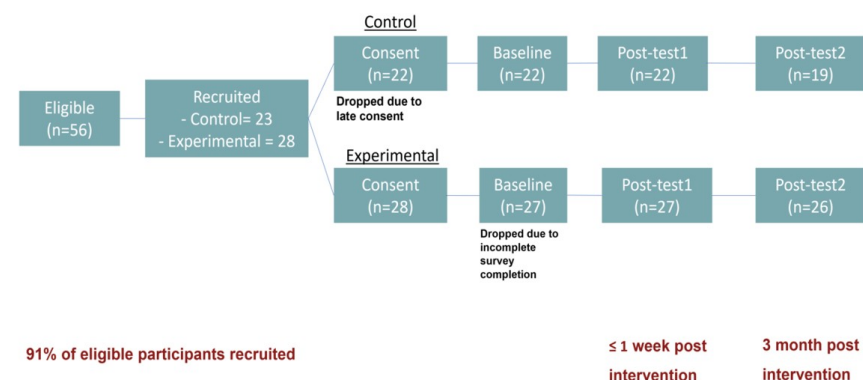 Control
Consent
(n=22)
Baseline
(n=22)
Post-test1
(n=22)
Post-test2
(n=19)
Dropped due to
late consent
Eligible
(n=56)
Recruited
- Control= 23
- Experimental = 28
Experimental
Consent
(n=28)
Baseline
(n=27)
Post-test1
(n=27)
Post-test2
(n=26)
Dropped due to
incomplete
survey
completion
91% of eligible participants recruited
≤ 1 week post
intervention
3 month post
intervention